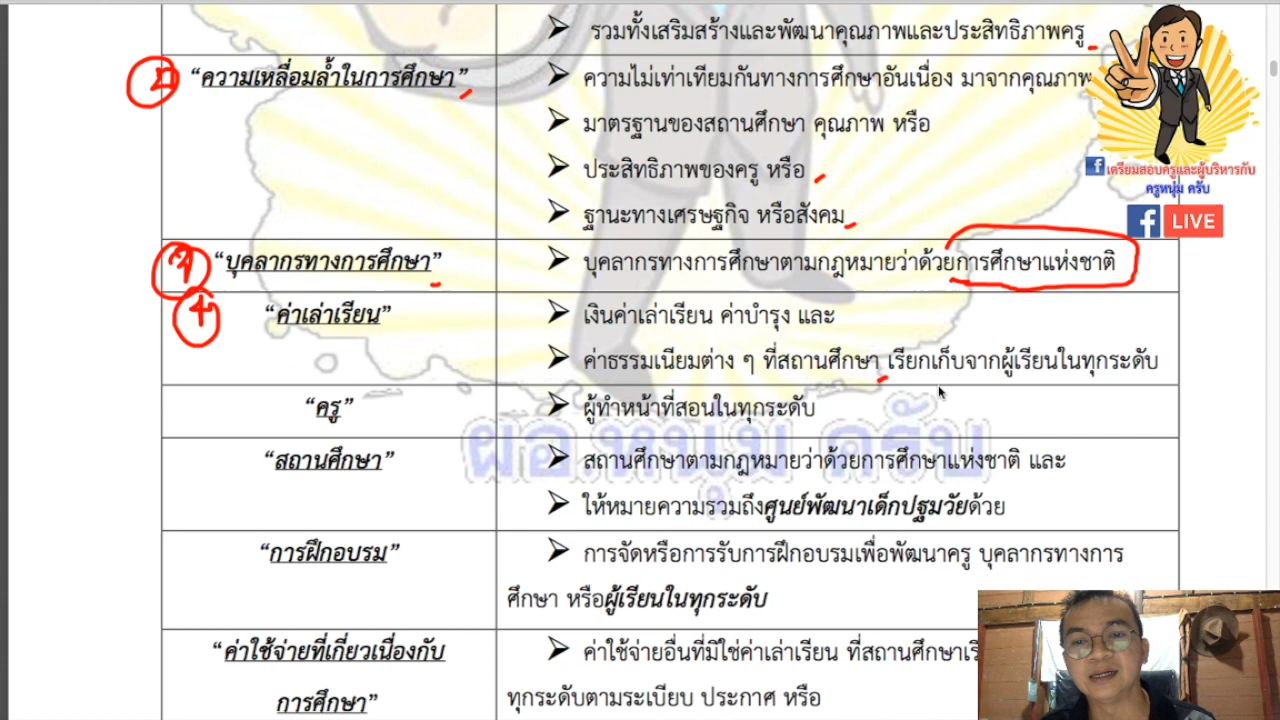 รวมทั้งเสริมสร้างและพัฒนาคุณภาพและประสิทธิภาพครู
② “ความเหลื่อมล้ำในการศึกษา”
ความไม่เท่าเทียมกันทางการศึกษาอันเนื่อง มาจากคุณภาพ
มาตรฐานของสถานศึกษา คุณภาพ หรือ
ประสิทธิภาพของครู หรือ
ฐานะทางเศรษฐกิจ หรือสังคม
“บุคลากรทางการศึกษา”
บุคลากรทางการศึกษาตามกฎหมายว่าด้วยการศึกษาแห่งชาติ
“ค่าเล่าเรียน”
เงินค่าเล่าเรียน ค่าบำรุง และ
ค่าธรรมเนียมต่าง ๆ ที่สถานศึกษา เรียกเก็บจากผู้เรียนในทุกระดับ
“ครู”
ผู้ทำหน้าที่สอนในทุกระดับ
“สถานศึกษา”
สถานศึกษาตามกฎหมายว่าด้วยการศึกษาแห่งชาติ และ
ให้หมายความรวมถึงศูนย์พัฒนาเด็กปฐมวัยด้วย
“การฝึกอบรม”
การจัดหรือการรับการฝึกอบรมเพื่อพัฒนาครู บุคลากรทางการ
ศึกษา หรือผู้เรียนในทุกระดับ
“ค่าใช้จ่ายที่เกี่ยวเนื่องกับ
การศึกษา”
ค่าใช้จ่ายอื่นที่มิใช่ค่าเล่าเรียน ที่สถานศึกษาเรี
ทุกระดับตามระเบียบ ประกาศ หรือ
ผอ.หนุ่ม ครับ
เตรียมสอบครูและผู้บริหารกับ
ครูหนุ่ม ครับ
f LIVE